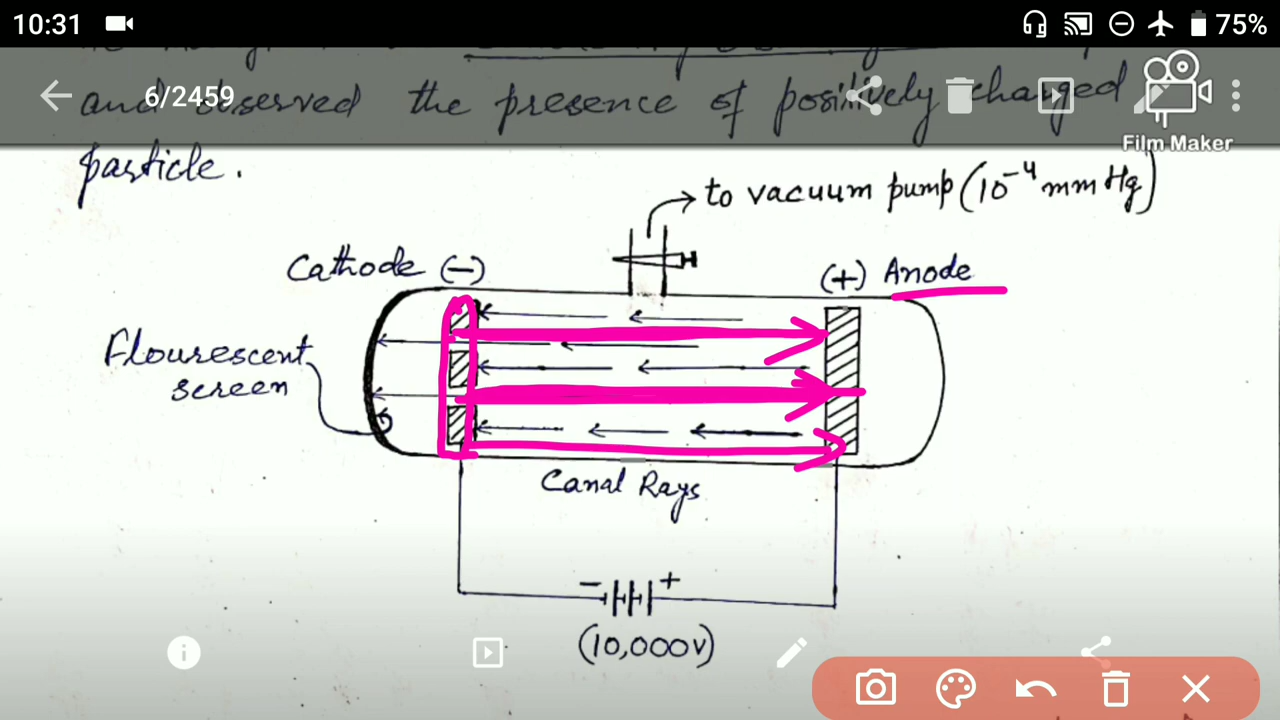 10:31
75%
6/2459
Film Maker
and observed the presence of positively charged
particle.
to vacuum pump (10⁻⁴ mm Hg)
Cathode (-)
(+) Anode
Flourescent
screen
Canal Rays
- +
(10,000v)